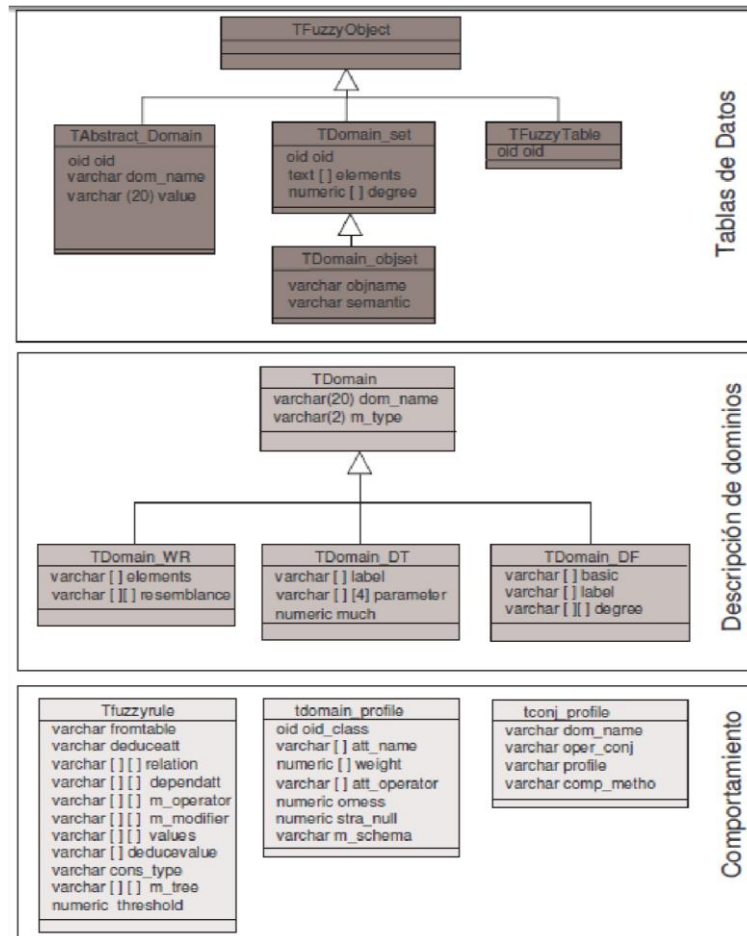 TFuzzyObject
TAbstract_Domain
oid oid
varchar dom_name
varchar (20) value
TDomain_set
oid oid
text [ ] elements
numeric [ ] degree
TFuzzyTable
oid oid
TDomain_objset
varchar objname
varchar semantic
Tablas de Datos
TDomain
varchar(20) dom_name
varchar(2) m_type
TDomain_WR
varchar [ ] elements
varchar [ ][ ] resemblance
TDomain_DT
varchar [ ] label
varchar [ ] [4] parameter
numeric much
TDomain_DF
varchar [ ] basic
varchar [ ] label
varchar [ ][ ] degree
Descripción de dominios
Tfuzzyrule
varchar fromtable
varchar deduceatt
varchar [ ] [ ] relation
varchar [ ] [ ] dependatt
varchar [ ] [ ] m_operator
varchar [ ] [ ] m_modifier
varchar [ ] [ ] values
varchar [ ] deducevalue
varchar cons_type
varchar [ ] [ ] m_tree
numeric threshold
tdomain_profile
oid oid_class
varchar [ ] att_name
numeric [ ] weight
varchar [ ] att_operator
numeric orness
numeric stra_null
varchar m_schema
tconj_profile
varchar dom_name
varchar oper_conj
varchar profile
varchar comp_metho
Comportamiento